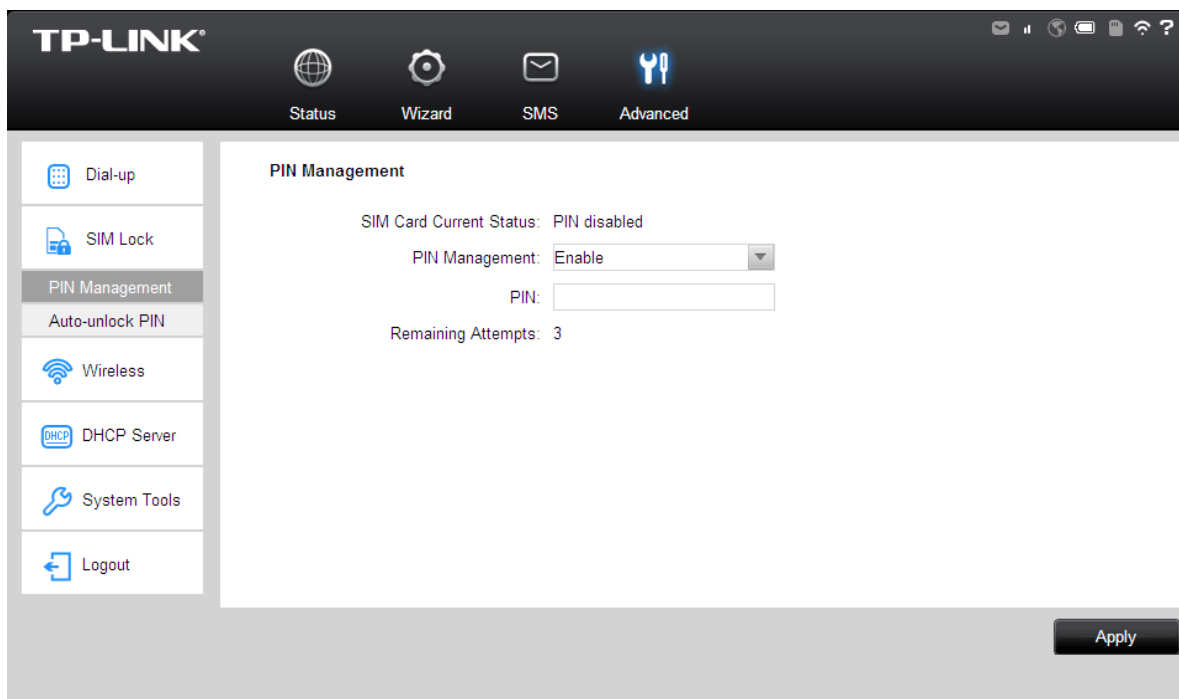 TP-LINK®
?
Status Wizard SMS Advanced
Dial-up
SIM Lock
PIN Management
Auto-unlock PIN
Wireless
DHCP DHCP Server
System Tools
Logout
PIN Management
SIM Card Current Status: PIN disabled
PIN Management: Enable
PIN:
Remaining Attempts: 3
Apply